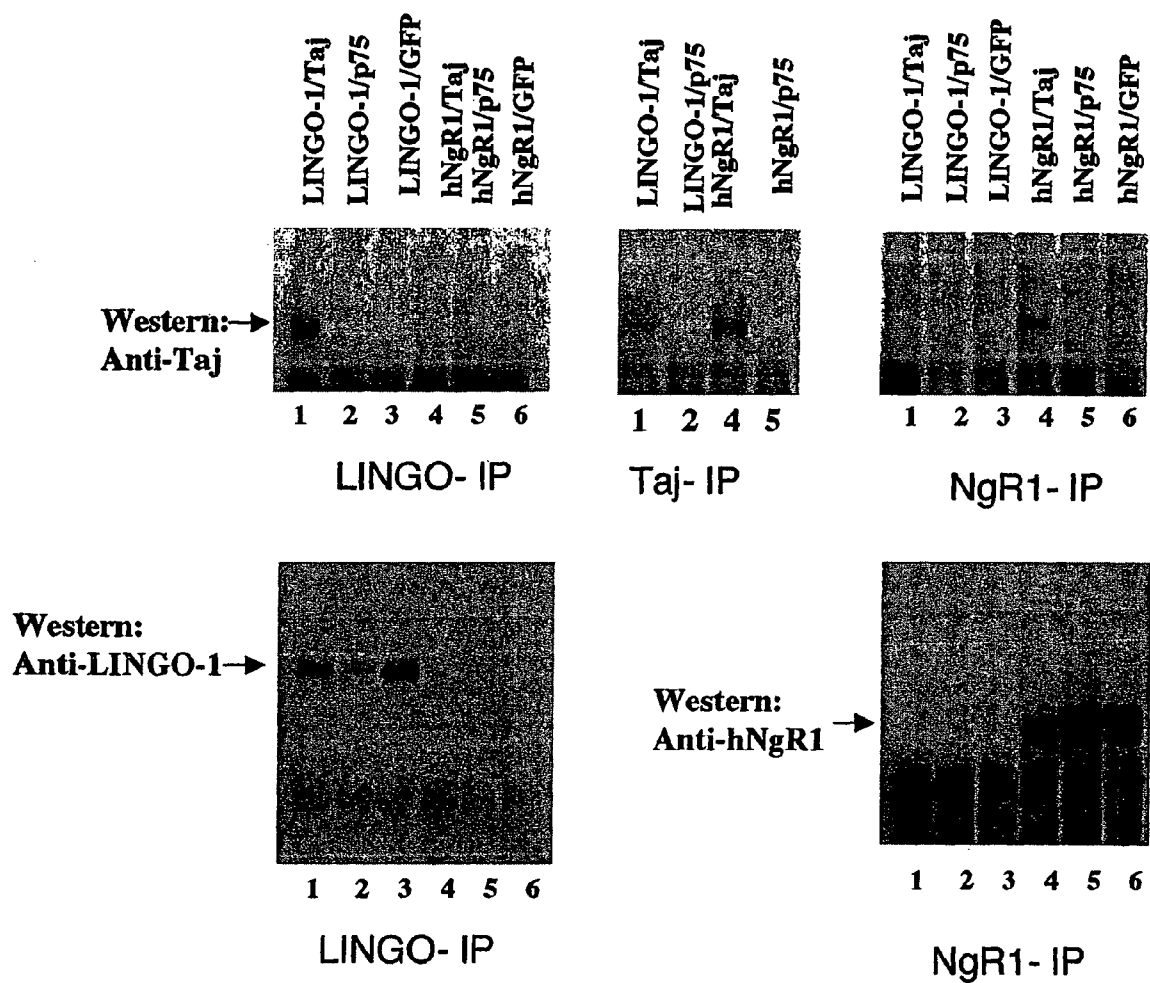 LINGO-1/Taj
LINGO-1/p75
LINGO-1/GFP
hNgR1/Taj
hNgR1/p75
hNgR1/GFP
LINGO-1/Taj
LINGO-1/p75
hNgR1/Taj
hNgR1/p75
LINGO-1/Taj
LINGO-1/p75
LINGO-1/GFP
hNgR1/Taj
hNgR1/p75
hNgR1/GFP
Western:
Anti-Taj
1 2 3 4 5 6
1 2 4 5
1 2 3 4 5 6
LINGO- IP
Taj- IP
NgR1- IP
Western:
Anti-LINGO-1
Western:
Anti-hNgR1
1 2 3 4 5 6
1 2 3 4 5 6
LINGO- IP
NgR1- IP